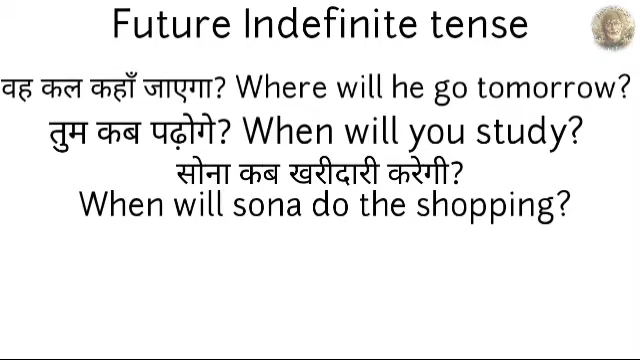 Future Indefinite tense
वह कल कहाँ जाएगा? Where will he go tomorrow?
तुम कब पढ़ोगे? When will you study?
सोना कब खरीदारी करेगी?
When will sona do the shopping?